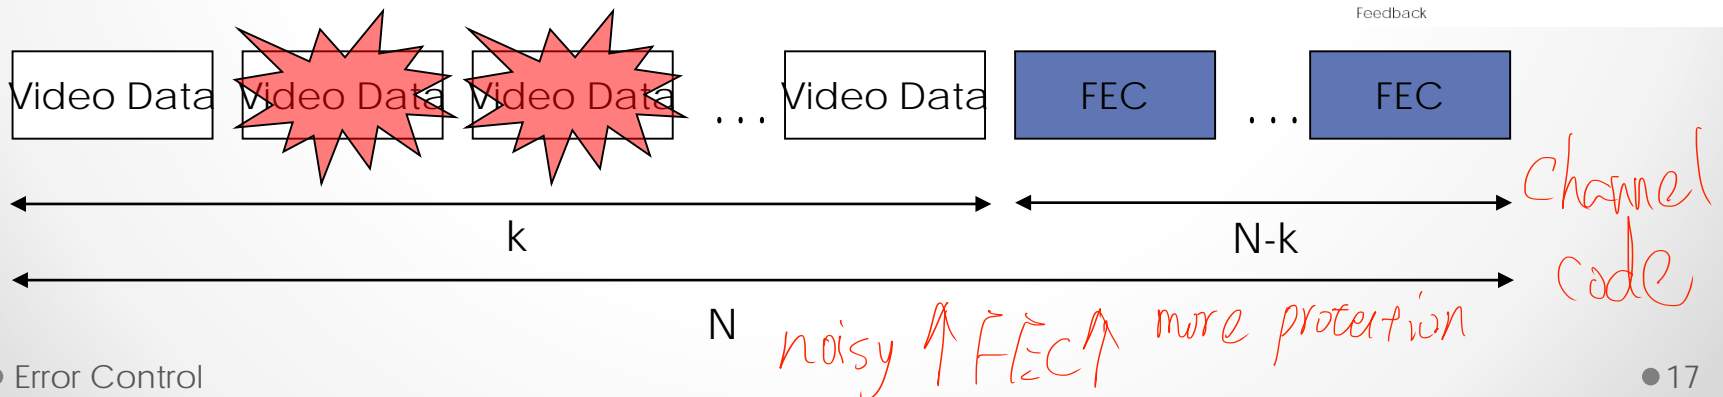 Feedback
Video Data Video Data Video Data ... Video Data FEC ... FEC
Channel
code
k N-k
N
noisy ↑ FEC↑ more protection
Error Control
17